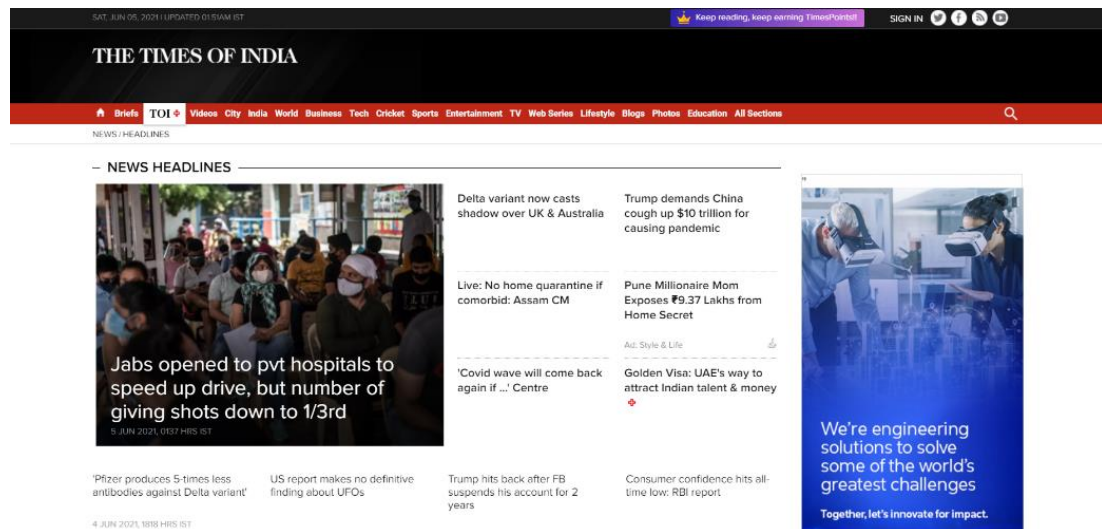 SAT, JUN 05, 2021 | UPDATED 01:51AM IST
Keep reading, keep earning TimesPoints!!
SIGN IN
THE TIMES OF INDIA
Briefs TOI Videos City India World Business Tech Cricket Sports Entertainment TV Web Series Lifestyle Blogs Photos Education All Sections
NEWS / HEADLINES
NEWS HEADLINES
Jabs opened to pvt hospitals to
speed up drive, but number of
giving shots down to 1/3rd
5 JUN 2021, 0137 HRS IST
Delta variant now casts
shadow over UK & Australia
Trump demands China
cough up $10 trillion for
causing pandemic
Live: No home quarantine if
comorbid: Assam CM
Pune Millionaire Mom
Exposes ₹9.37 Lakhs from
Home Secret
Ad: Style & Life
'Covid wave will come back
again if ...' Centre
Golden Visa: UAE's way to
attract Indian talent & money
'Pfizer produces 5-times less
antibodies against Delta variant'
4 JUN 2021, 1818 HRS IST
US report makes no definitive
finding about UFOs
Trump hits back after FB
suspends his account for 2
years
Consumer confidence hits all-
time low: RBI report
We're engineering
solutions to solve
some of the world's
greatest challenges
Together, let's innovate for impact.